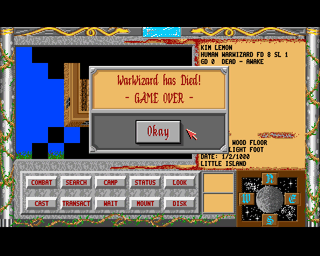 KIM LEMON
HUMAN WARWIZARD FD 8 SL 1
GD 0 DEAD - AWAKE
WarWizard has Died!
- GAME OVER -
Okay
WOOD FLOOR
LIGHT FOOT
DATE: 1/2/1000
LITTLE ISLAND
COMBAT SEARCH CAMP STATUS LOOK
CAST TRANSACT WAIT MOUNT DISK
N
W E
S